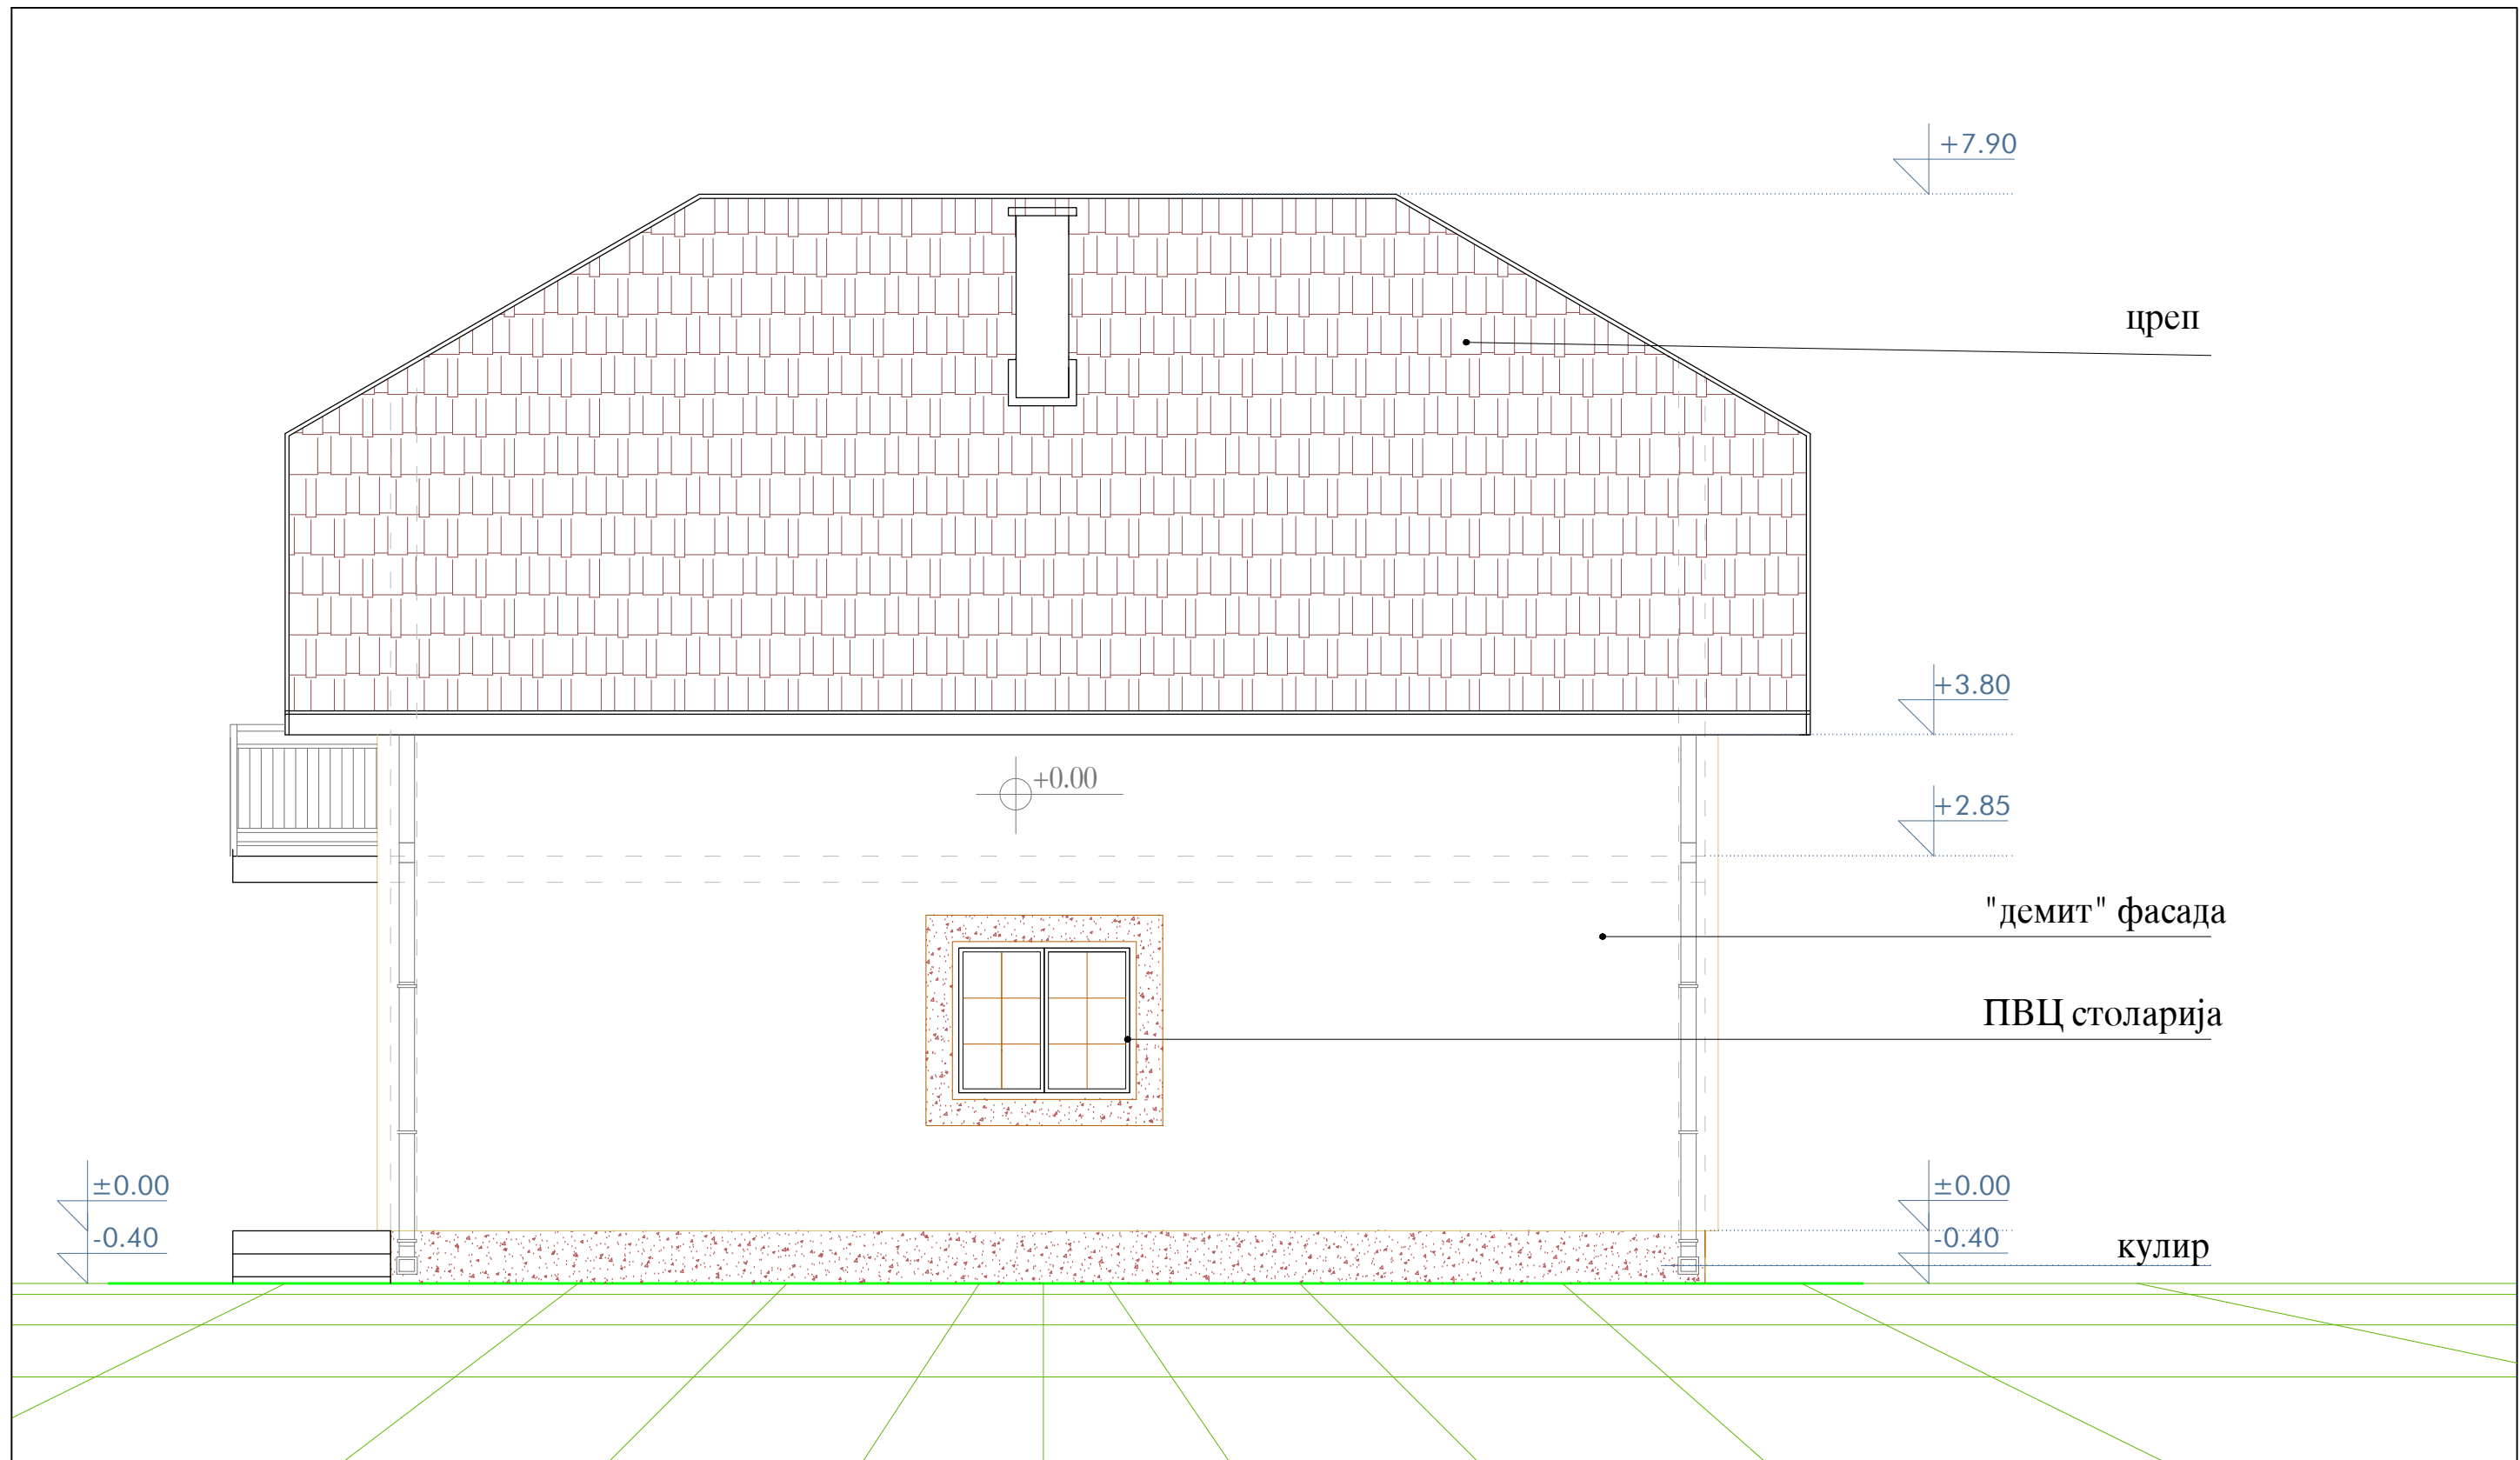 +7.90
цреп
+3.80
+0.00
+2.85
"демит" фасада
ПВЦ столарија
±0.00
±0.00
-0.40
-0.40
кулир